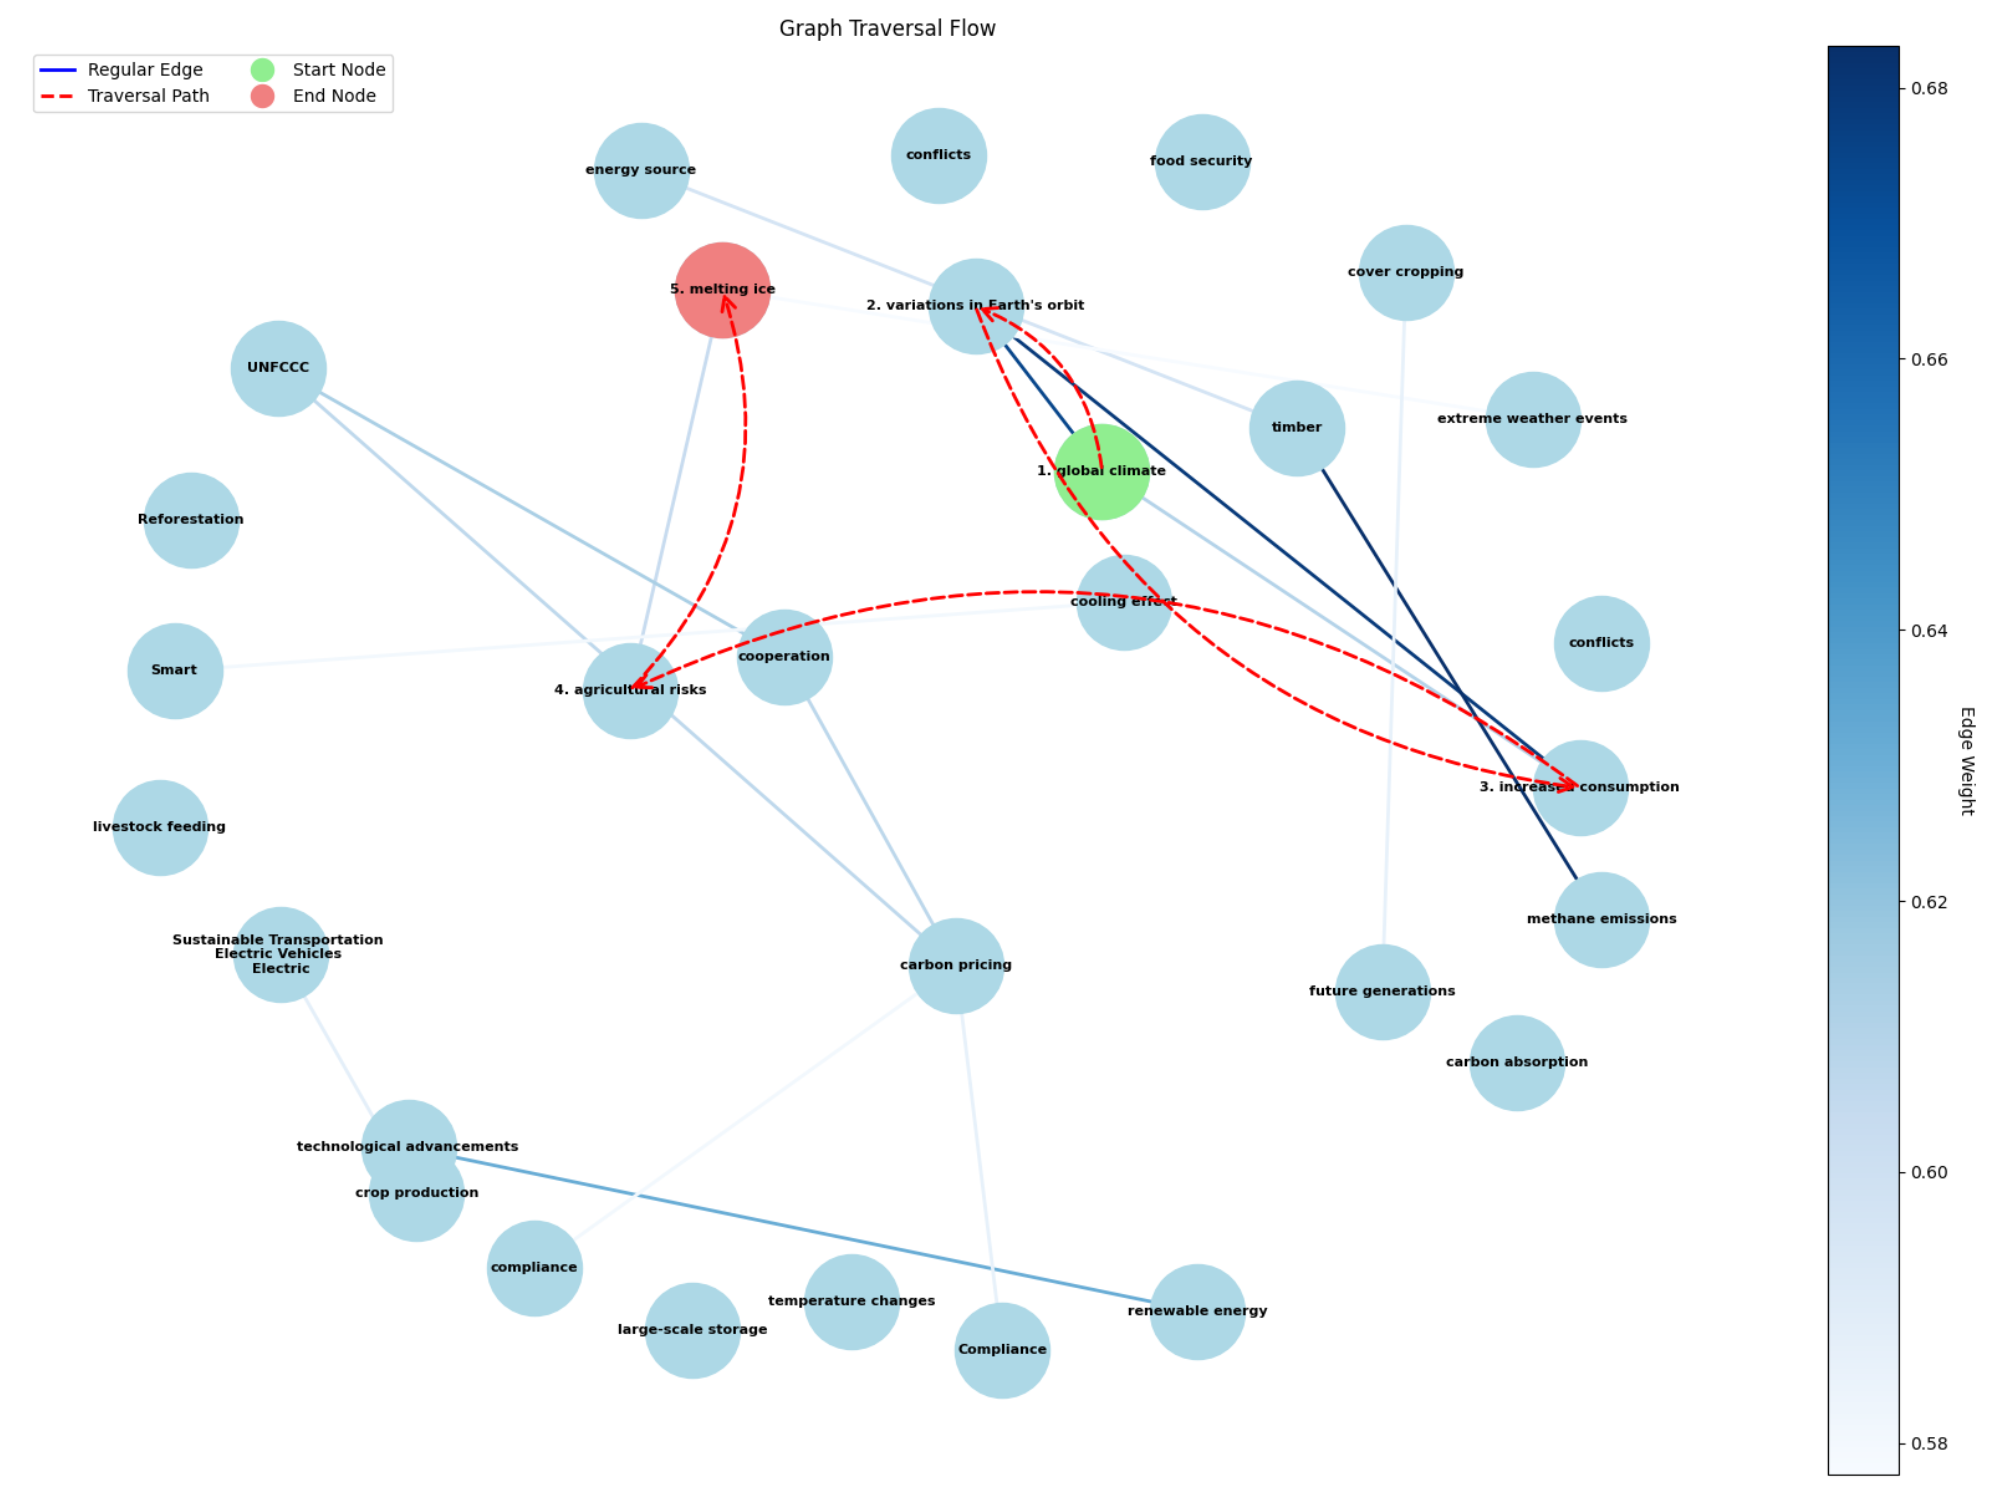 Graph Traversal Flow
Regular Edge
Start Node
Traversal Path
End Node
energy source
conflicts
food security
cover cropping
5. melting ice
2. variations in Earth's orbit
UNFCCC
extreme weather events
timber
1. global climate
Reforestation
cooling effect
conflicts
cooperation
Smart
4. agricultural risks
3. increased consumption
livestock feeding
methane emissions
Sustainable Transportation
Electric Vehicles
Electric
carbon pricing
future generations
carbon absorption
technological advancements
crop production
compliance
temperature changes
renewable energy
large-scale storage
Compliance
0.68
0.66
0.64
0.62
0.60
0.58
Edge Weight